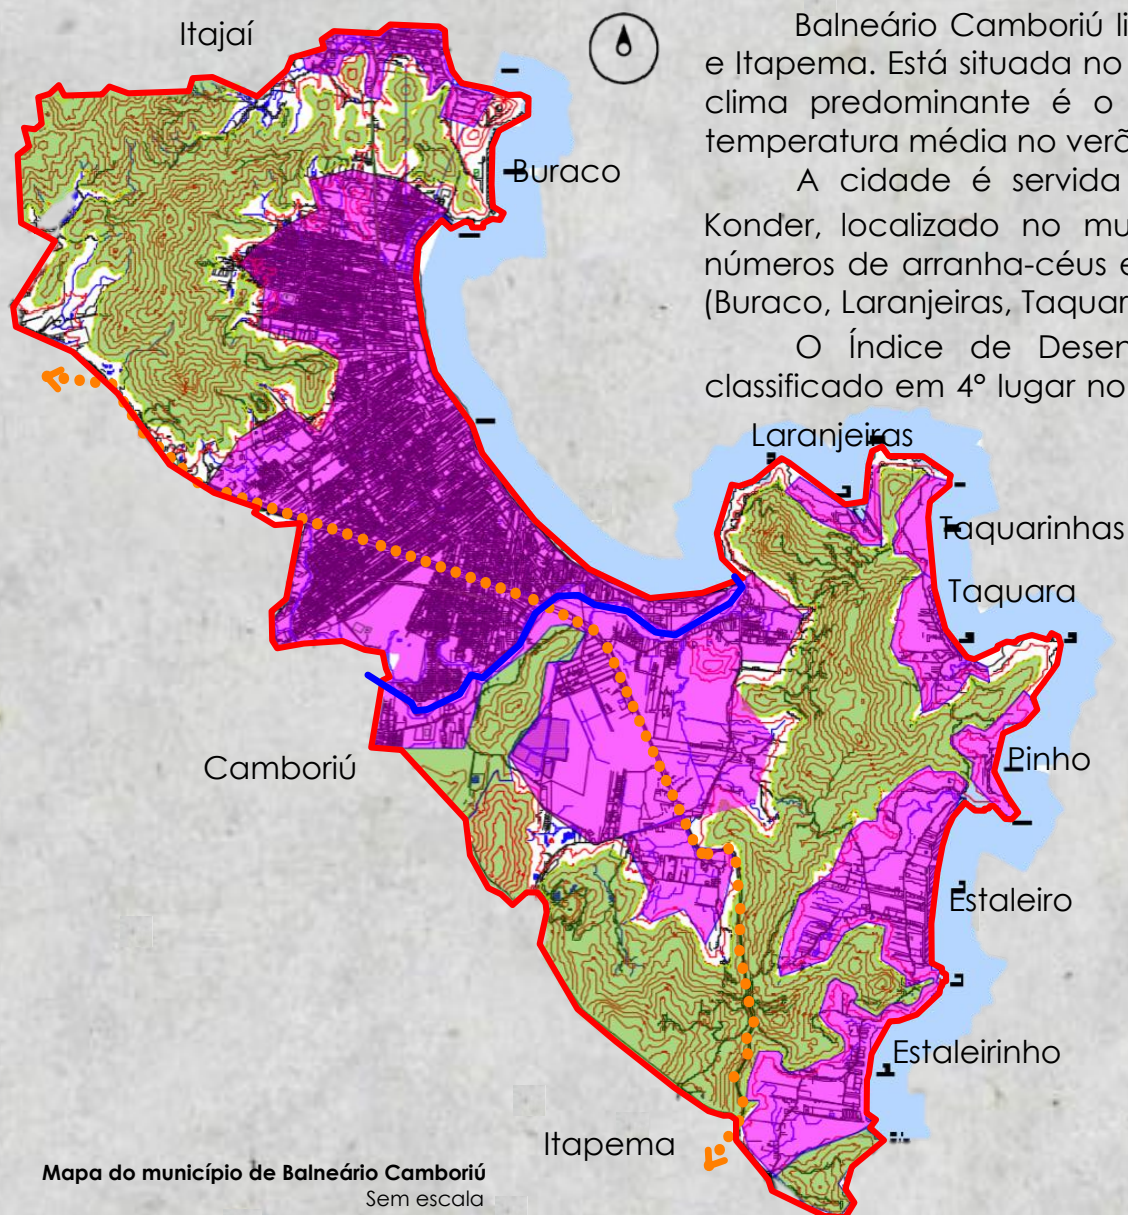 Itajaí
Balneário Camboriú li
e Itapema. Está situada no
clima predominante é o
temperatura média no verã
A cidade é servida
Konder, localizado no mu
números de arranha-céus e
(Buraco, Laranjeiras, Taquar
O Índice de Desen
classificado em 4° lugar no
Buraco
Laranjeiras
Taquarinhas
Taquara
Pinho
Camboriú
Estaleiro
Estaleirinho
Itapema
Mapa do município de Balneário Camboriú
Sem escala